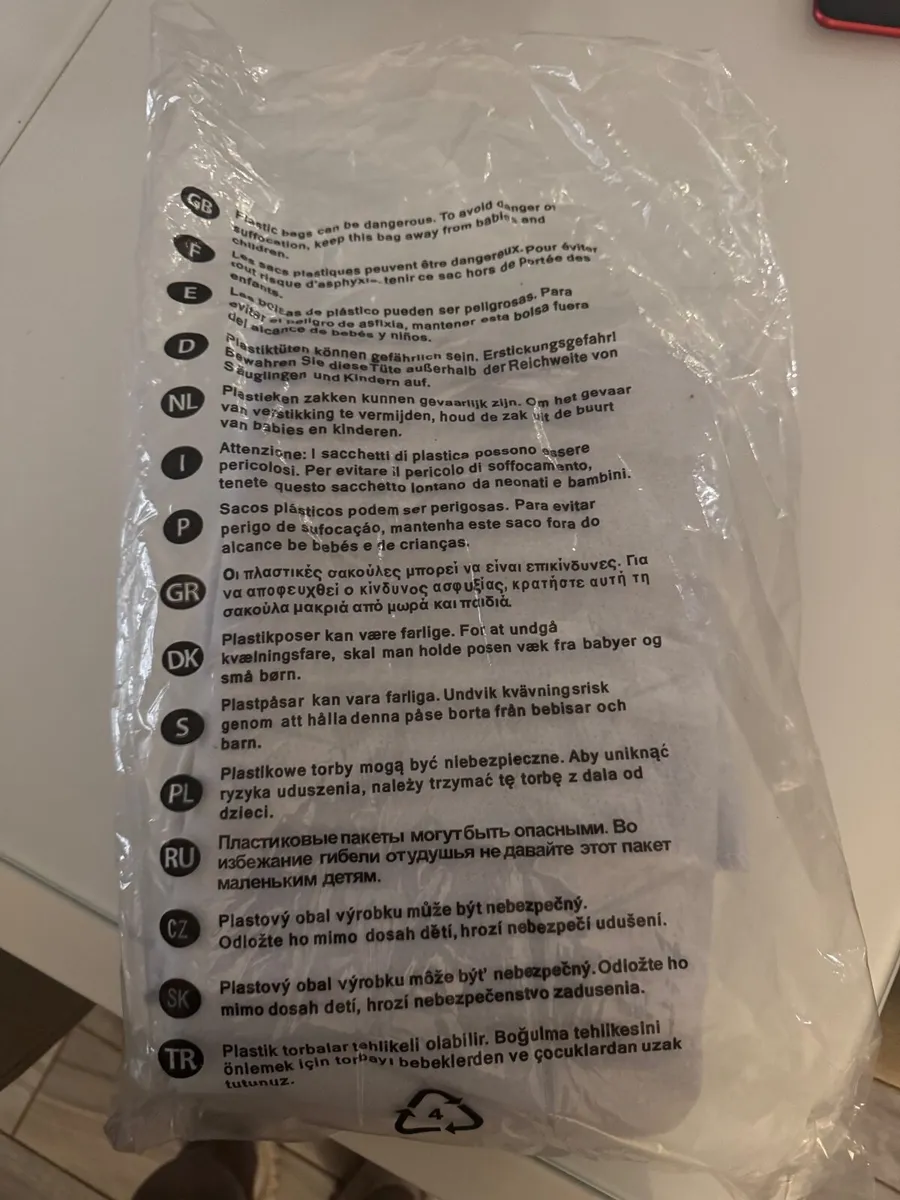 GB
Plastic bags can be dangerous. To avoid danger of
suffocation, keep this bag away from babies and
children.
F
Les sacs plastiques peuvent être dangeraux. Pour éviter
tout risque d'asphyxie, tenir ce sac hors de Portée des
enfants.
E
Las bolsas de plástico pueden ser peligrosas. Para
evitar el peligro de asfixia, mantener esta bolsa fuera
del alcance de bebés y niños.
D
Plastiktüten können gefährlich sein. Erstickungsgefahr!
Bewahren Sie diese Tüte außerhalb der Reichweite von
Säuglingen und Kindern auf.
NL
Plastieken zakken kunnen gevaarlijk zijn. Om het gevaar
van verstikking te vermijden, houd de zak uit de buurt
van babies en kinderen.
I
Attenzione: I sacchetti di plastica possono essere
pericolosi. Per evitare il pericolo di soffocamento,
tenete questo sacchetto lontano da neonati e bambini.
P
Sacos plásticos podem ser perigosas. Para evitar
perigo de sufocaçáo, mantenha este saco fora do
alcance be bebés e de crianças.
GR
Οι πλαστικές σακούλες μπορεί να είναι επικίνδυνες. Για
να αποφευχθεί ο κίνδυνος ασφυξίας, κρατήστε αυτή τη
σακούλα μακριά από μωρά και παιδιά.
DK
Plastikposer kan være farlige. For at undgå
kvælningsfare, skal man holde posen væk fra babyer og
små børn.
S
Plastpåsar kan vara farliga. Undvik kvävningsrisk
genom att hålla denna påse borta från bebisar och
barn.
PL
Plastikowe torby mogą być niebezpieczne. Aby uniknąć
ryzyka uduszenia, należy trzymać tę torbę z dala od
dzieci.
RU
Пластиковые пакеты могут быть опасными. Во
избежание гибели от удушья не давайте этот пакет
маленьким детям.
CZ
Plastový obal výrobku může být nebezpečný.
Odložte ho mimo dosah dětí, hrozí nebezpečí udušení.
SK
Plastový obal výrobku môže byť nebezpečný. Odložte ho
mimo dosah detí, hrozí nebezpečenstvo zadusenia.
TR
Plastik torbalar tehlikeli olabilir. Boğulma tehlikesini
önlemek için torbayı bebeklerden ve çocuklardan uzak
tutunuz.
4